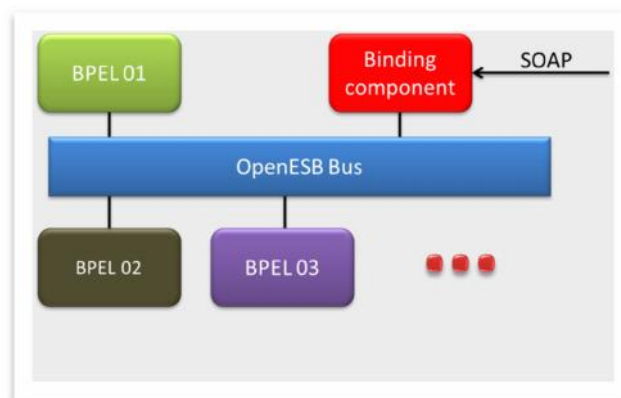 BPEL 01
Binding
component
SOAP
OpenESB Bus
BPEL 02
BPEL 03